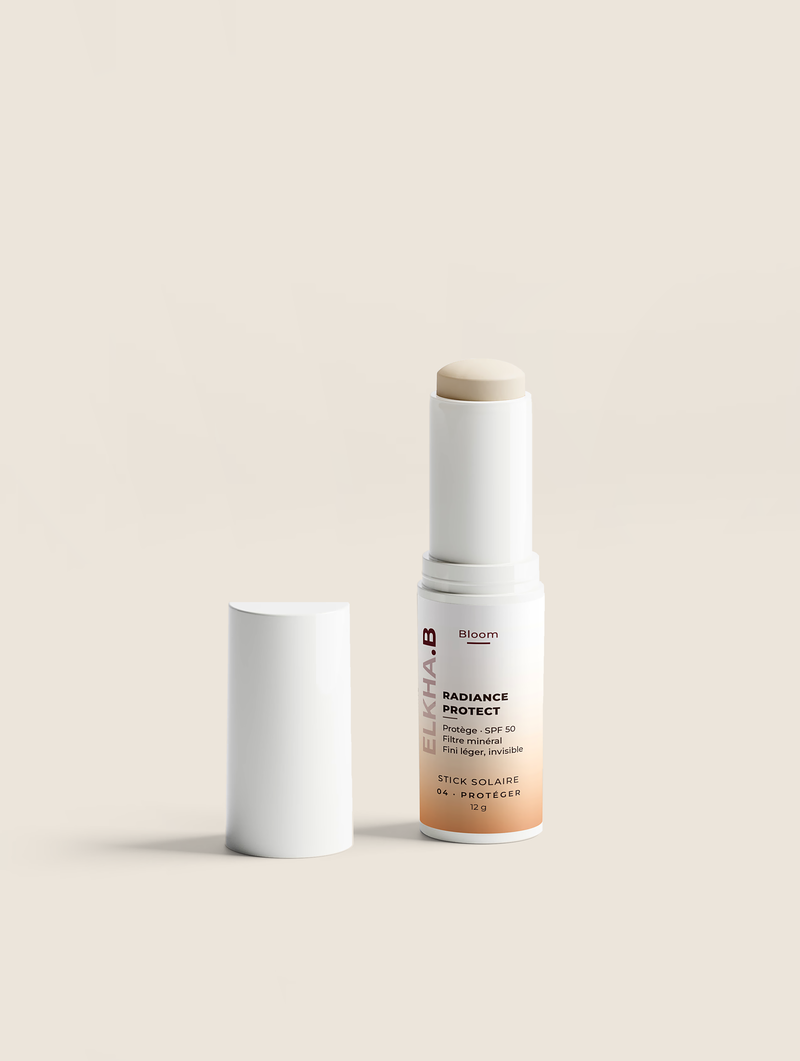 ELKHA.B
Bloom
RADIANCE
PROTECT
Protège · SPF 50
Filtre minéral
Fini léger, invisible
STICK SOLAIRE
04 · PROTÉGER
12 g